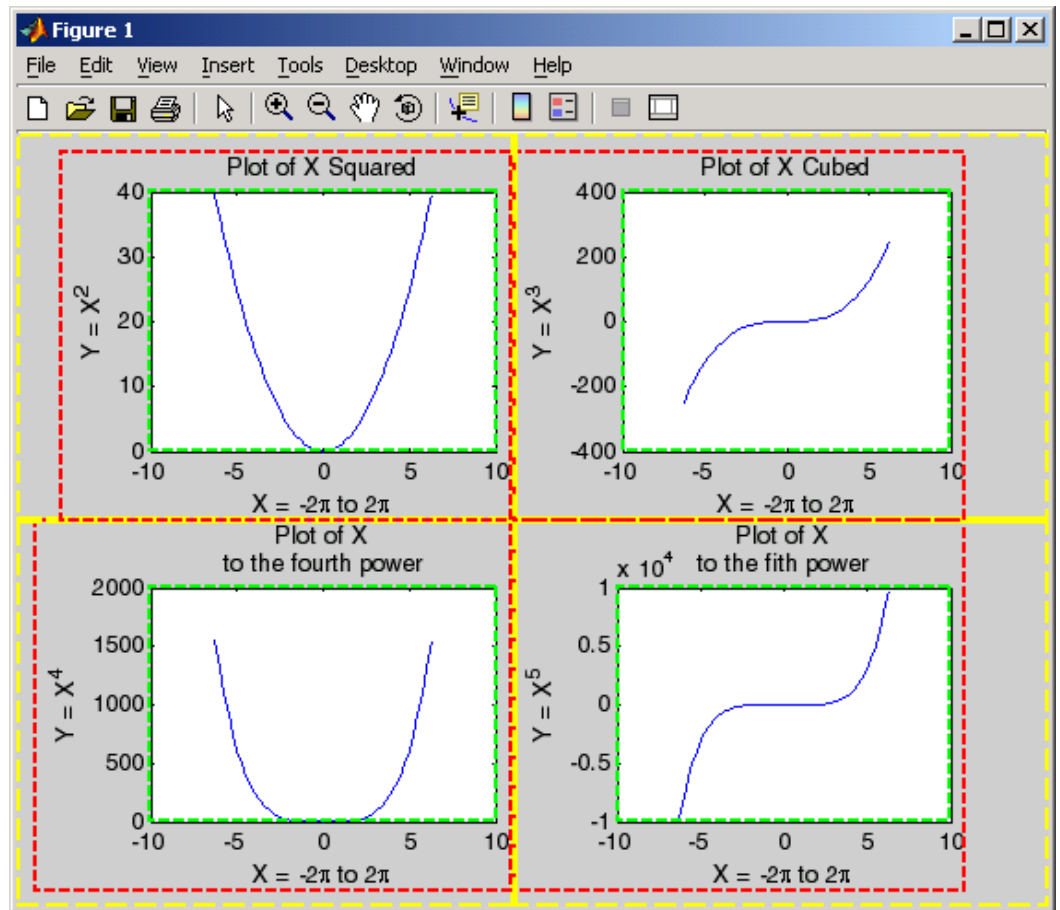 Figure 1
File Edit View Insert Tools Desktop Window Help
Plot of X Squared
40
30
20
10
0
Y = X²
-10 -5 0 5 10
X = -2π to 2π
Plot of X Cubed
400
200
0
-200
-400
Y = X³
-10 -5 0 5 10
X = -2π to 2π
Plot of X
to the fourth power
2000
1500
1000
500
0
Y = X⁴
-10 -5 0 5 10
X = -2π to 2π
Plot of X
to the fith power
x 10⁴
1
0.5
0
-0.5
-1
Y = X⁵
-10 -5 0 5 10
X = -2π to 2π